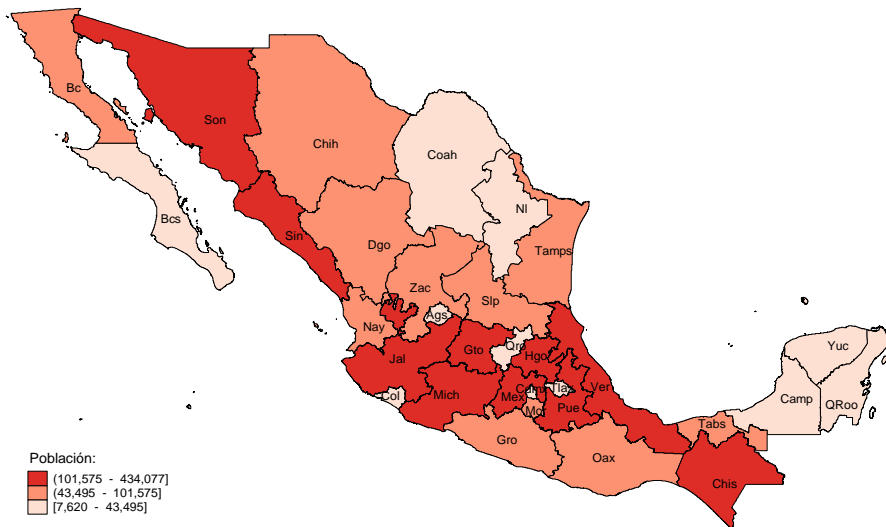 Bc
Son
Chih
Coah
Bcs
Nl
Sin
Dgo
Tamps
Zac
Slp
Ags
Nay
Qro
Yuc
Gto
Hgo
Jal
Tlax
Ver
Col
Mich
Mex
Camp
QRoo
Mor
Pue
Tabs
Gro
Oax
Chis
Población:
(101,575 - 434,077]
(43,495 - 101,575]
[7,620 - 43,495]